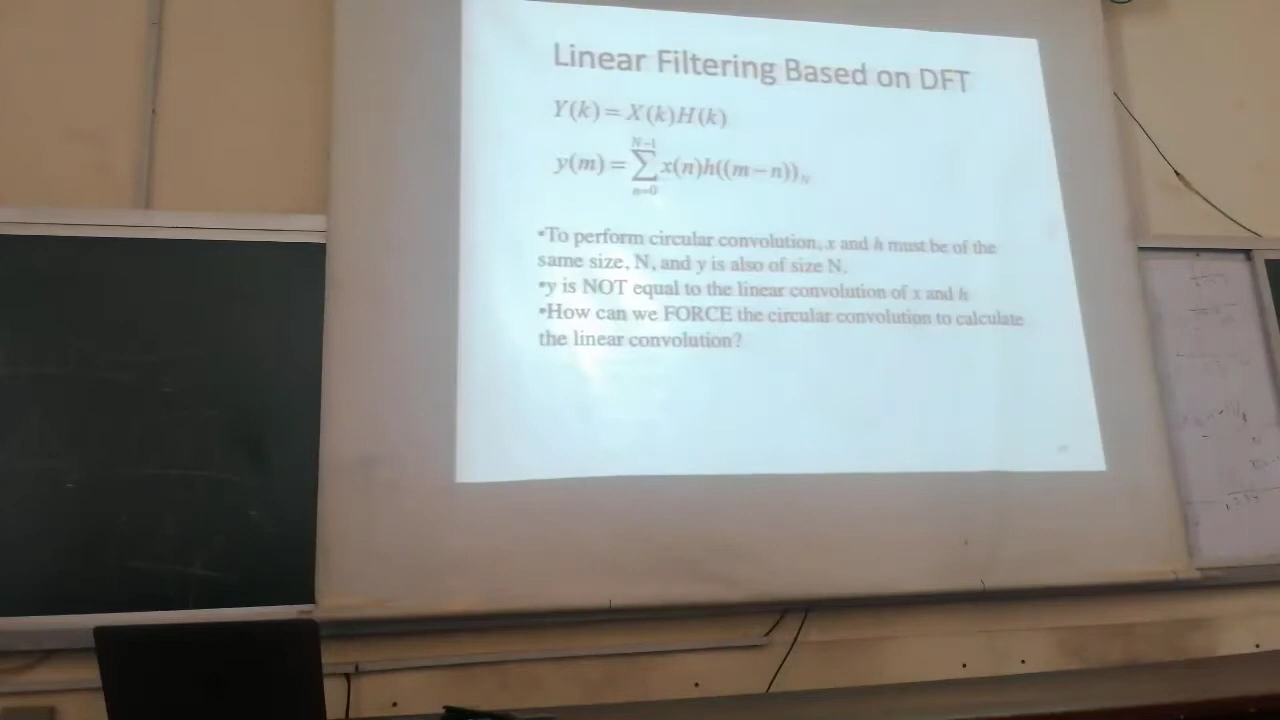 Linear Filtering Based on DFT
Y(k) = X(k)H(k)
N-1
y(m) = ∑ x(n)h((m-n))N
n=0
•To perform circular convolution, x and h must be of the
same size, N, and y is also of size N.
•y is NOT equal to the linear convolution of x and h
•How can we FORCE the circular convolution to calculate
the linear convolution?